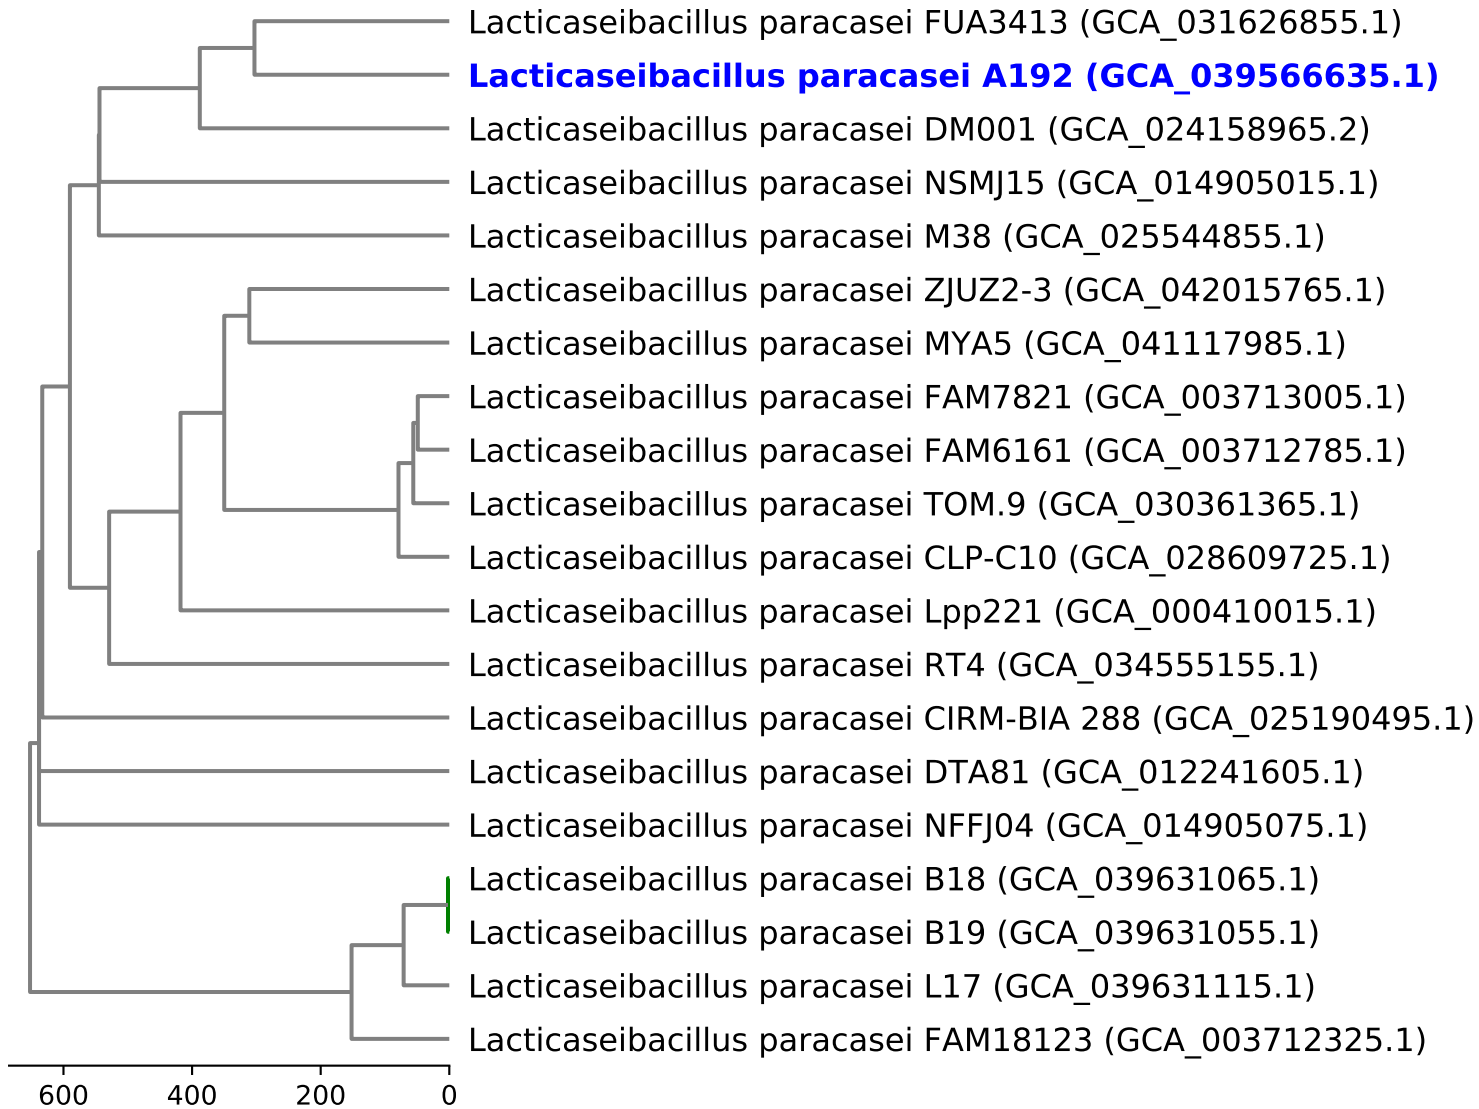 Lacticaseibacillus paracasei FUA3413 (GCA_031626855.1)
Lacticaseibacillus paracasei A192 (GCA_039566635.1)
Lacticaseibacillus paracasei DM001 (GCA_024158965.2)
Lacticaseibacillus paracasei NSMJ15 (GCA_014905015.1)
Lacticaseibacillus paracasei M38 (GCA_025544855.1)
Lacticaseibacillus paracasei ZJUZ2-3 (GCA_042015765.1)
Lacticaseibacillus paracasei MYA5 (GCA_041117985.1)
Lacticaseibacillus paracasei FAM7821 (GCA_003713005.1)
Lacticaseibacillus paracasei FAM6161 (GCA_003712785.1)
Lacticaseibacillus paracasei TOM.9 (GCA_030361365.1)
Lacticaseibacillus paracasei CLP-C10 (GCA_028609725.1)
Lacticaseibacillus paracasei Lpp221 (GCA_000410015.1)
Lacticaseibacillus paracasei RT4 (GCA_034555155.1)
Lacticaseibacillus paracasei CIRM-BIA 288 (GCA_025190495.1)
Lacticaseibacillus paracasei DTA81 (GCA_012241605.1)
Lacticaseibacillus paracasei NFFJ04 (GCA_014905075.1)
Lacticaseibacillus paracasei B18 (GCA_039631065.1)
Lacticaseibacillus paracasei B19 (GCA_039631055.1)
Lacticaseibacillus paracasei L17 (GCA_039631115.1)
Lacticaseibacillus paracasei FAM18123 (GCA_003712325.1)
600 400 200 0